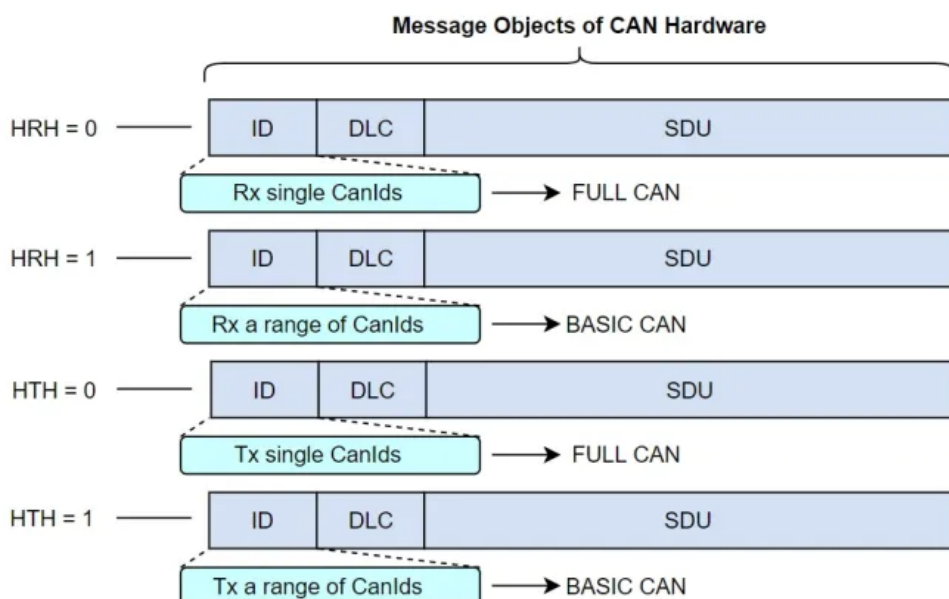 Message Objects of CAN Hardware
HRH = 0 ID DLC SDU
Rx single CanIds FULL CAN
HRH = 1 ID DLC SDU
Rx a range of CanIds BASIC CAN
HTH = 0 ID DLC SDU
Tx single CanIds FULL CAN
HTH = 1 ID DLC SDU
Tx a range of CanIds BASIC CAN